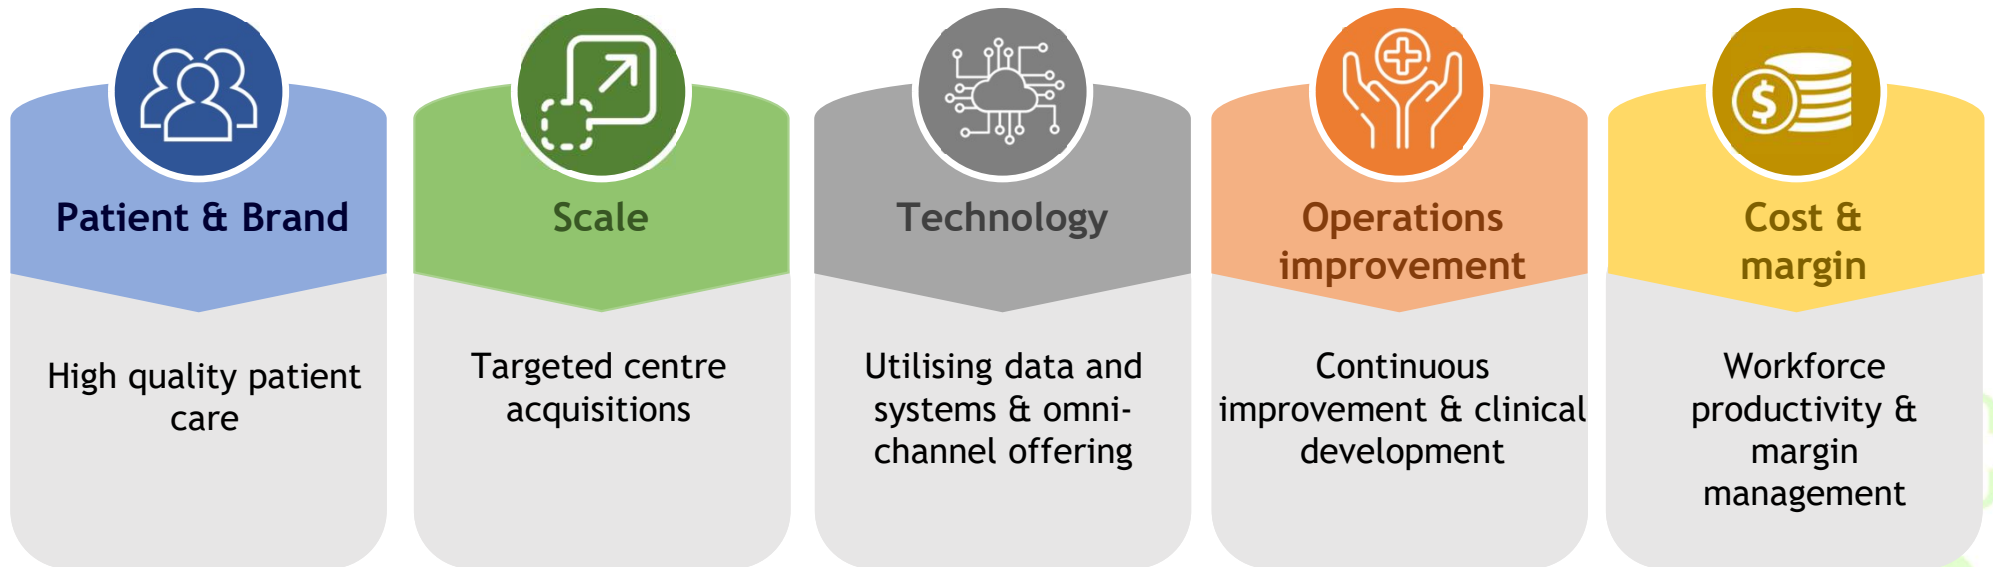 Patient & Brand
High quality patient
care
Scale
Targeted centre
acquisitions
Technology
Utilising data and
systems & omni-
channel offering
Operations
improvement
Continuous
improvement & clinical
development
$
Cost &
margin
Workforce
productivity &
margin
management